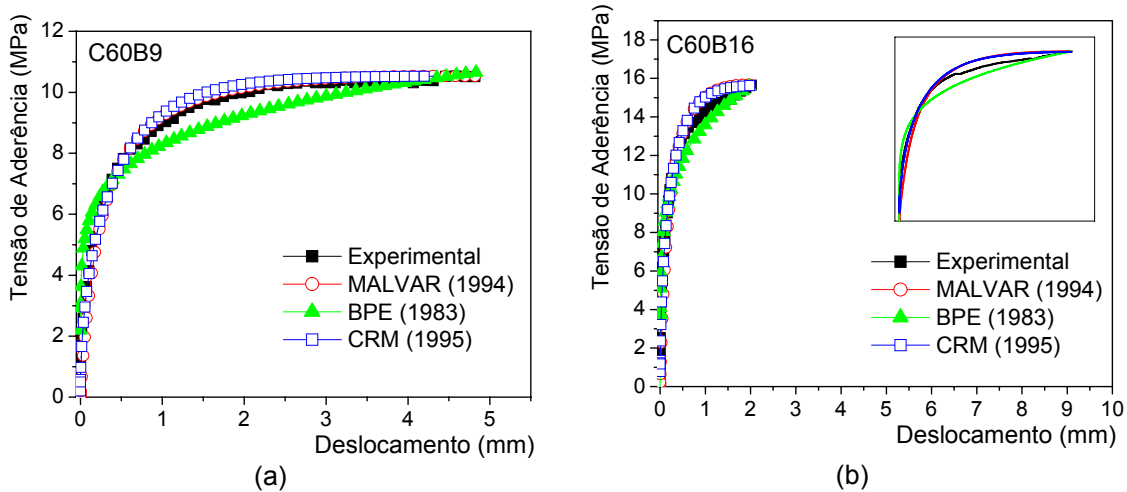 C60B9
Tensão de Aderência (MPa)
12
10
8
6
4
2
0
0 1 2 3 4 5
Deslocamento (mm)
Experimental
MALVAR (1994)
BPE (1983)
CRM (1995)
(a)
C60B16
Tensão de Aderência (MPa)
18
16
14
12
10
8
6
4
2
0
0 1 2 3 4 5 6 7 8 9 10
Deslocamento (mm)
Experimental
MALVAR (1994)
BPE (1983)
CRM (1995)
(b)